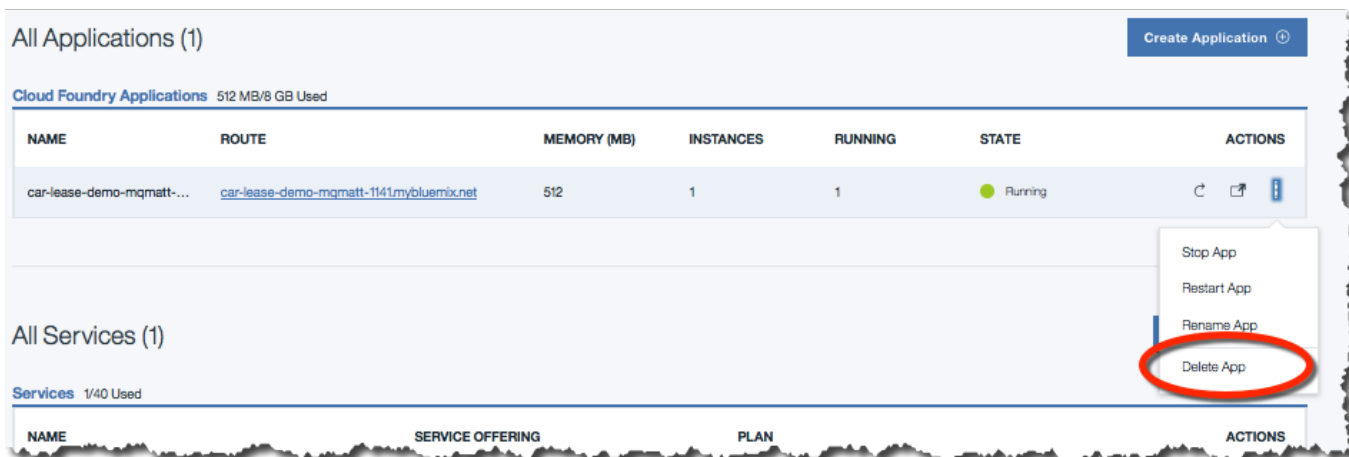 All Applications (1)
Create Application
Cloud Foundry Applications 512 MB/8 GB Used
NAME ROUTE MEMORY (MB) INSTANCES RUNNING STATE ACTIONS
car-lease-demo-mqmatt-... car-lease-demo-mqmatt-1141.mybluemix.net 512 1 1 Running
Stop App
Restart App
Rename App
All Services (1)
Delete App
Services 1/40 Used
NAME SERVICE OFFERING PLAN ACTIONS